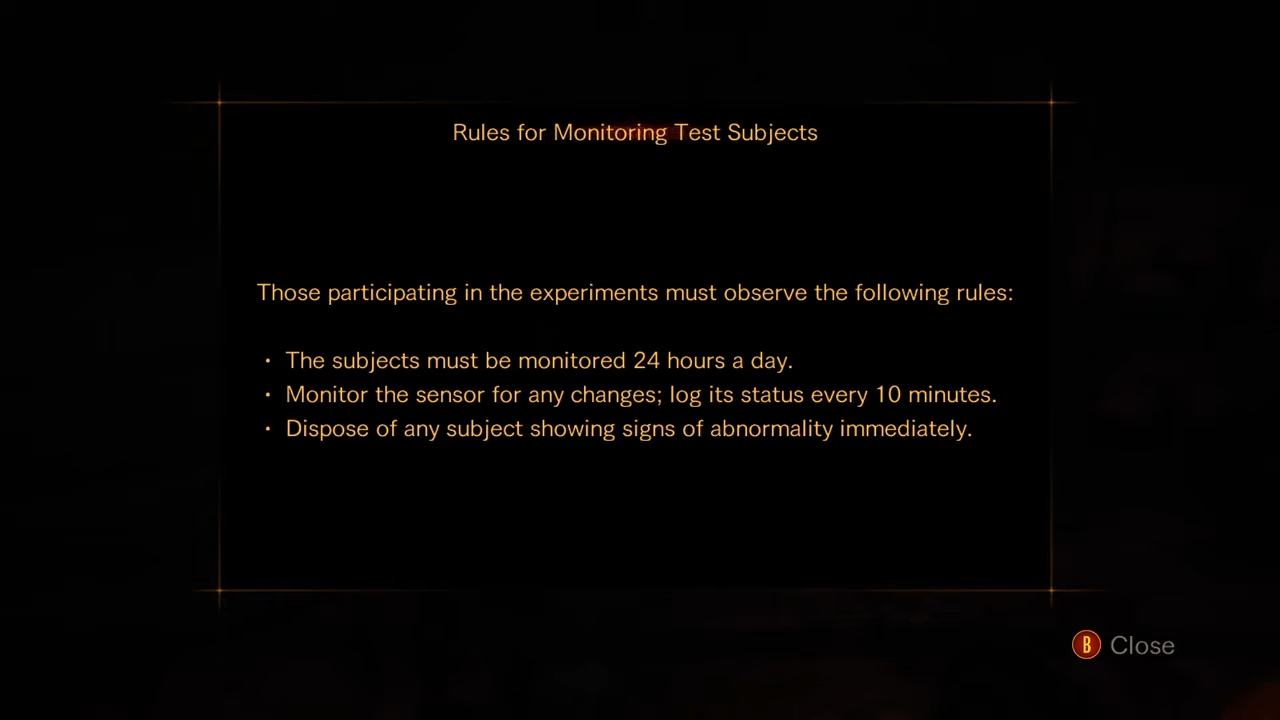 Rules for Monitoring Test Subjects
Those participating in the experiments must observe the following rules:
・ The subjects must be monitored 24 hours a day.
・ Monitor the sensor for any changes; log its status every 10 minutes.
・ Dispose of any subject showing signs of abnormality immediately.
B Close